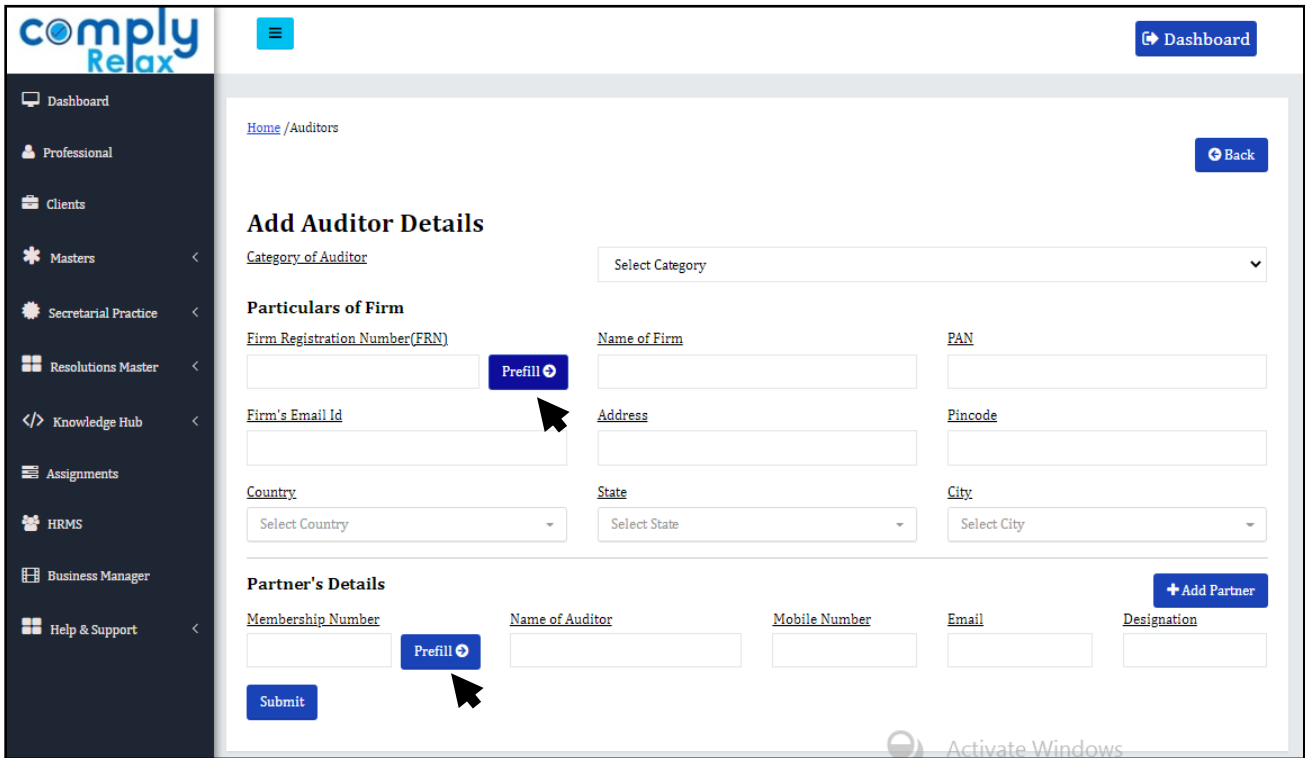 comply
Relax
Dashboard
Dashboard
Professional
Clients
Masters
Secretarial Practice
Resolutions Master
Knowledge Hub
Assignments
HRMS
Business Manager
Help & Support
Home /Auditors
Back
Add Auditor Details
Category of Auditor
Select Category
Particulars of Firm
Firm Registration Number(FRN)
Prefill
Name of Firm
PAN
Firm's Email Id
Address
Pincode
Country
State
City
Select Country
Select State
Select City
Partner's Details
Add Partner
Membership Number
Name of Auditor
Mobile Number
Email
Designation
Prefill
Submit
Activate Windows